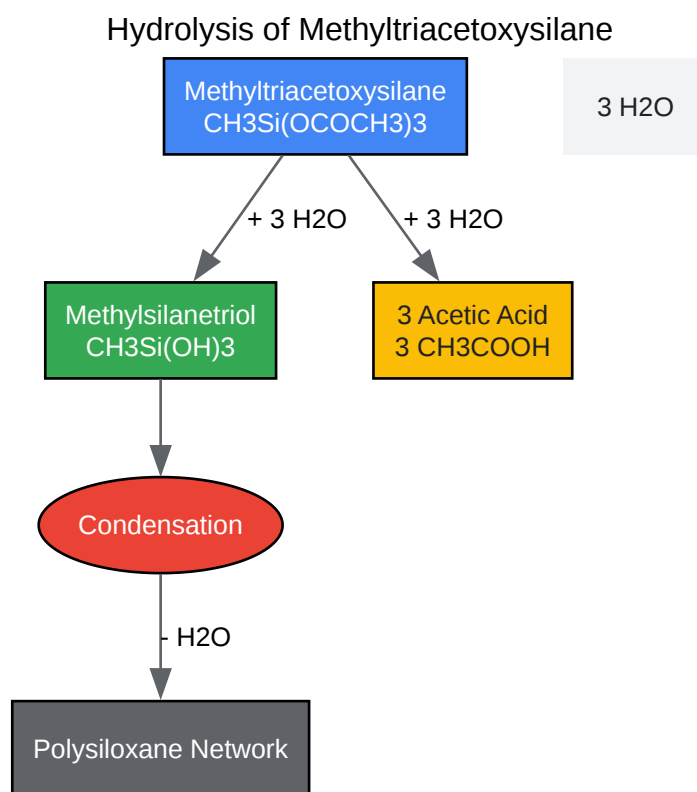 Hydrolysis of Methyltriacetoxysilane
Methyltriacetoxysilane
CH3Si(OCOCH3)3
3 H2O
+ 3 H2O
+ 3 H2O
Methylsilanetriol
CH3Si(OH)3
3 Acetic Acid
3 CH3COOH
Condensation
- H2O
Polysiloxane Network